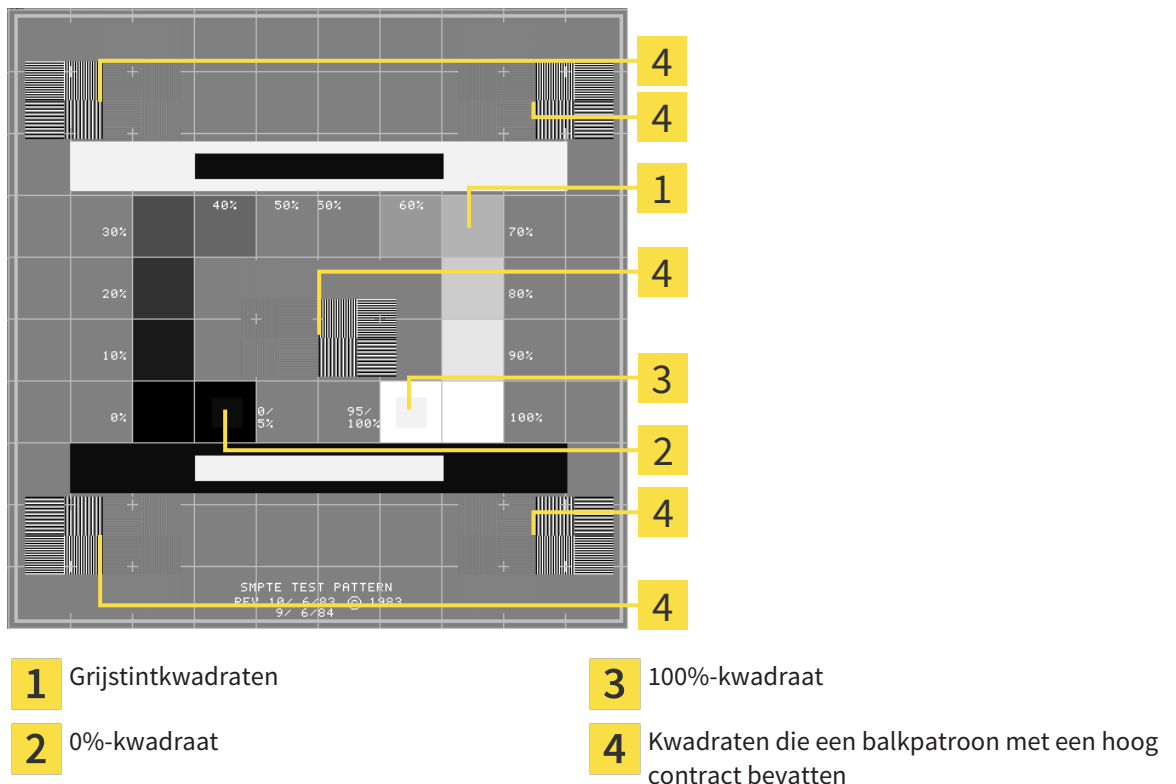 4
4
1
40% 50% 50% 60%
30% 70%
4
20% 80%
10% 90%
3
0% 0/ 95/ 100%
5% 100%
2
4
SMPTE TEST PATTERN
REV 10/ 6/83 © 1983
9/ 6/84
4
1 Grijstintkwadraten
2 0%-kwadraat
3 100%-kwadraat
4 Kwadraten die een balkpatroon met een hoog
contract bevatten